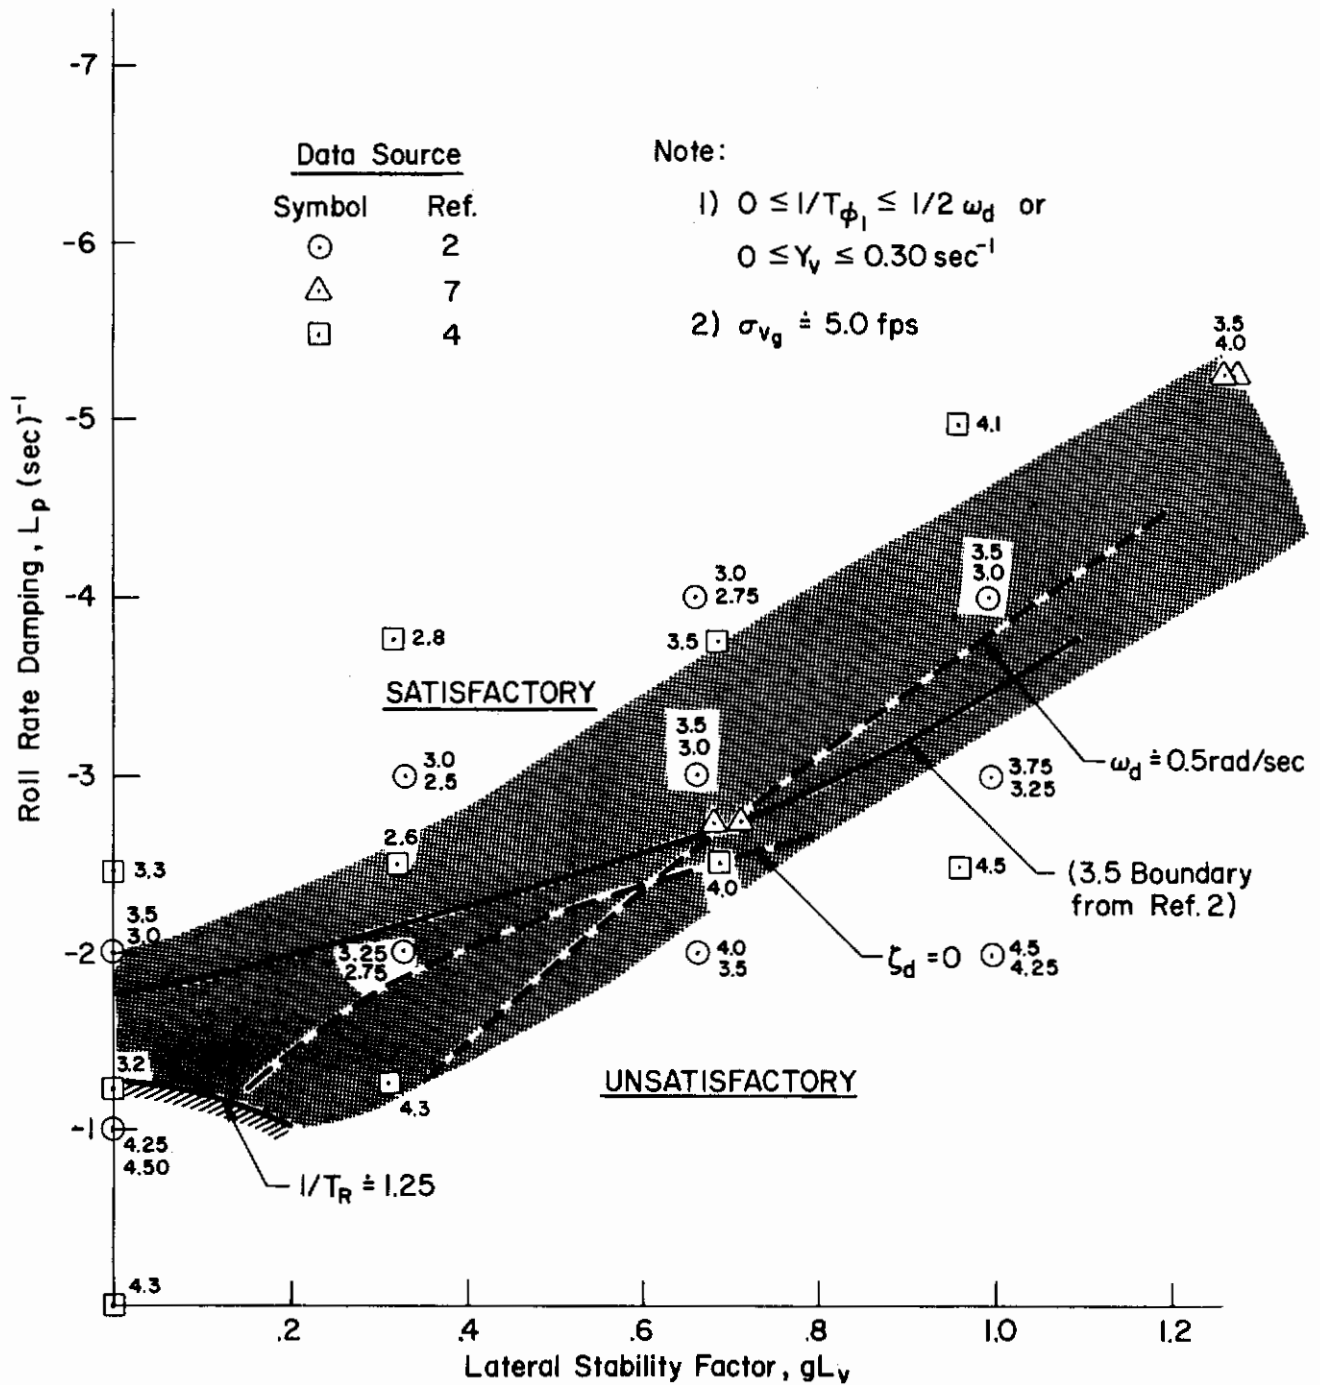 -7
-6
-5
-4
-3
-2
-1
Roll Rate Damping, Lp (sec)⁻¹
Data Source
Symbol Ref.
2
7
4
Note:
1) 0 ≤ 1/Tϕ₁ ≤ 1/2 ωd or
0 ≤ Yv ≤ 0.30 sec⁻¹
2) σvg ≐ 5.0 fps
3.5
4.0
4.1
3.5
3.0
3.0
2.75
2.8
3.5
SATISFACTORY
3.5
3.0
3.0
2.5
3.75
3.25
ωd ≐ 0.5 rad/sec
2.6
3.3
4.0
4.5
(3.5 Boundary
from Ref. 2)
3.5
3.0
3.25
2.75
4.0
3.5
ζd = 0
4.5
4.25
3.2
4.3
UNSATISFACTORY
4.25
4.50
1/TR ≐ 1.25
4.3
.2 .4 .6 .8 1.0 1.2
Lateral Stability Factor, gLv